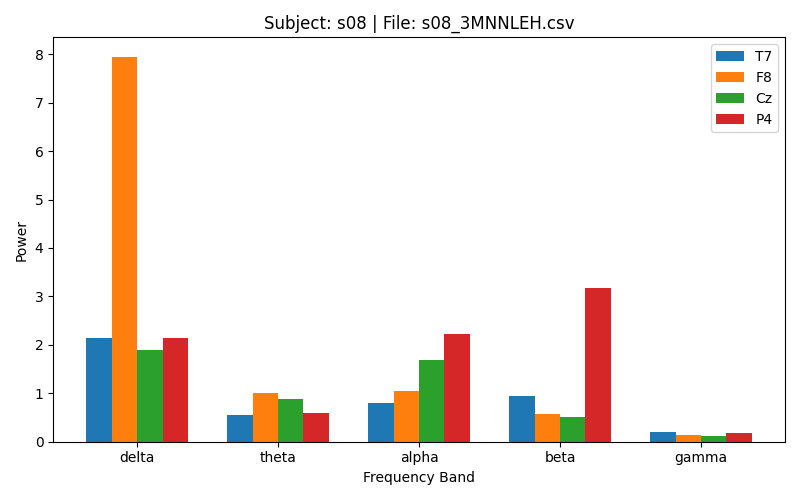 Subject: s08 | File: s08_3MNNLEH.csv
T7
F8
Cz
P4
Power
8
7
6
5
4
3
2
1
0
delta theta alpha beta gamma
Frequency Band